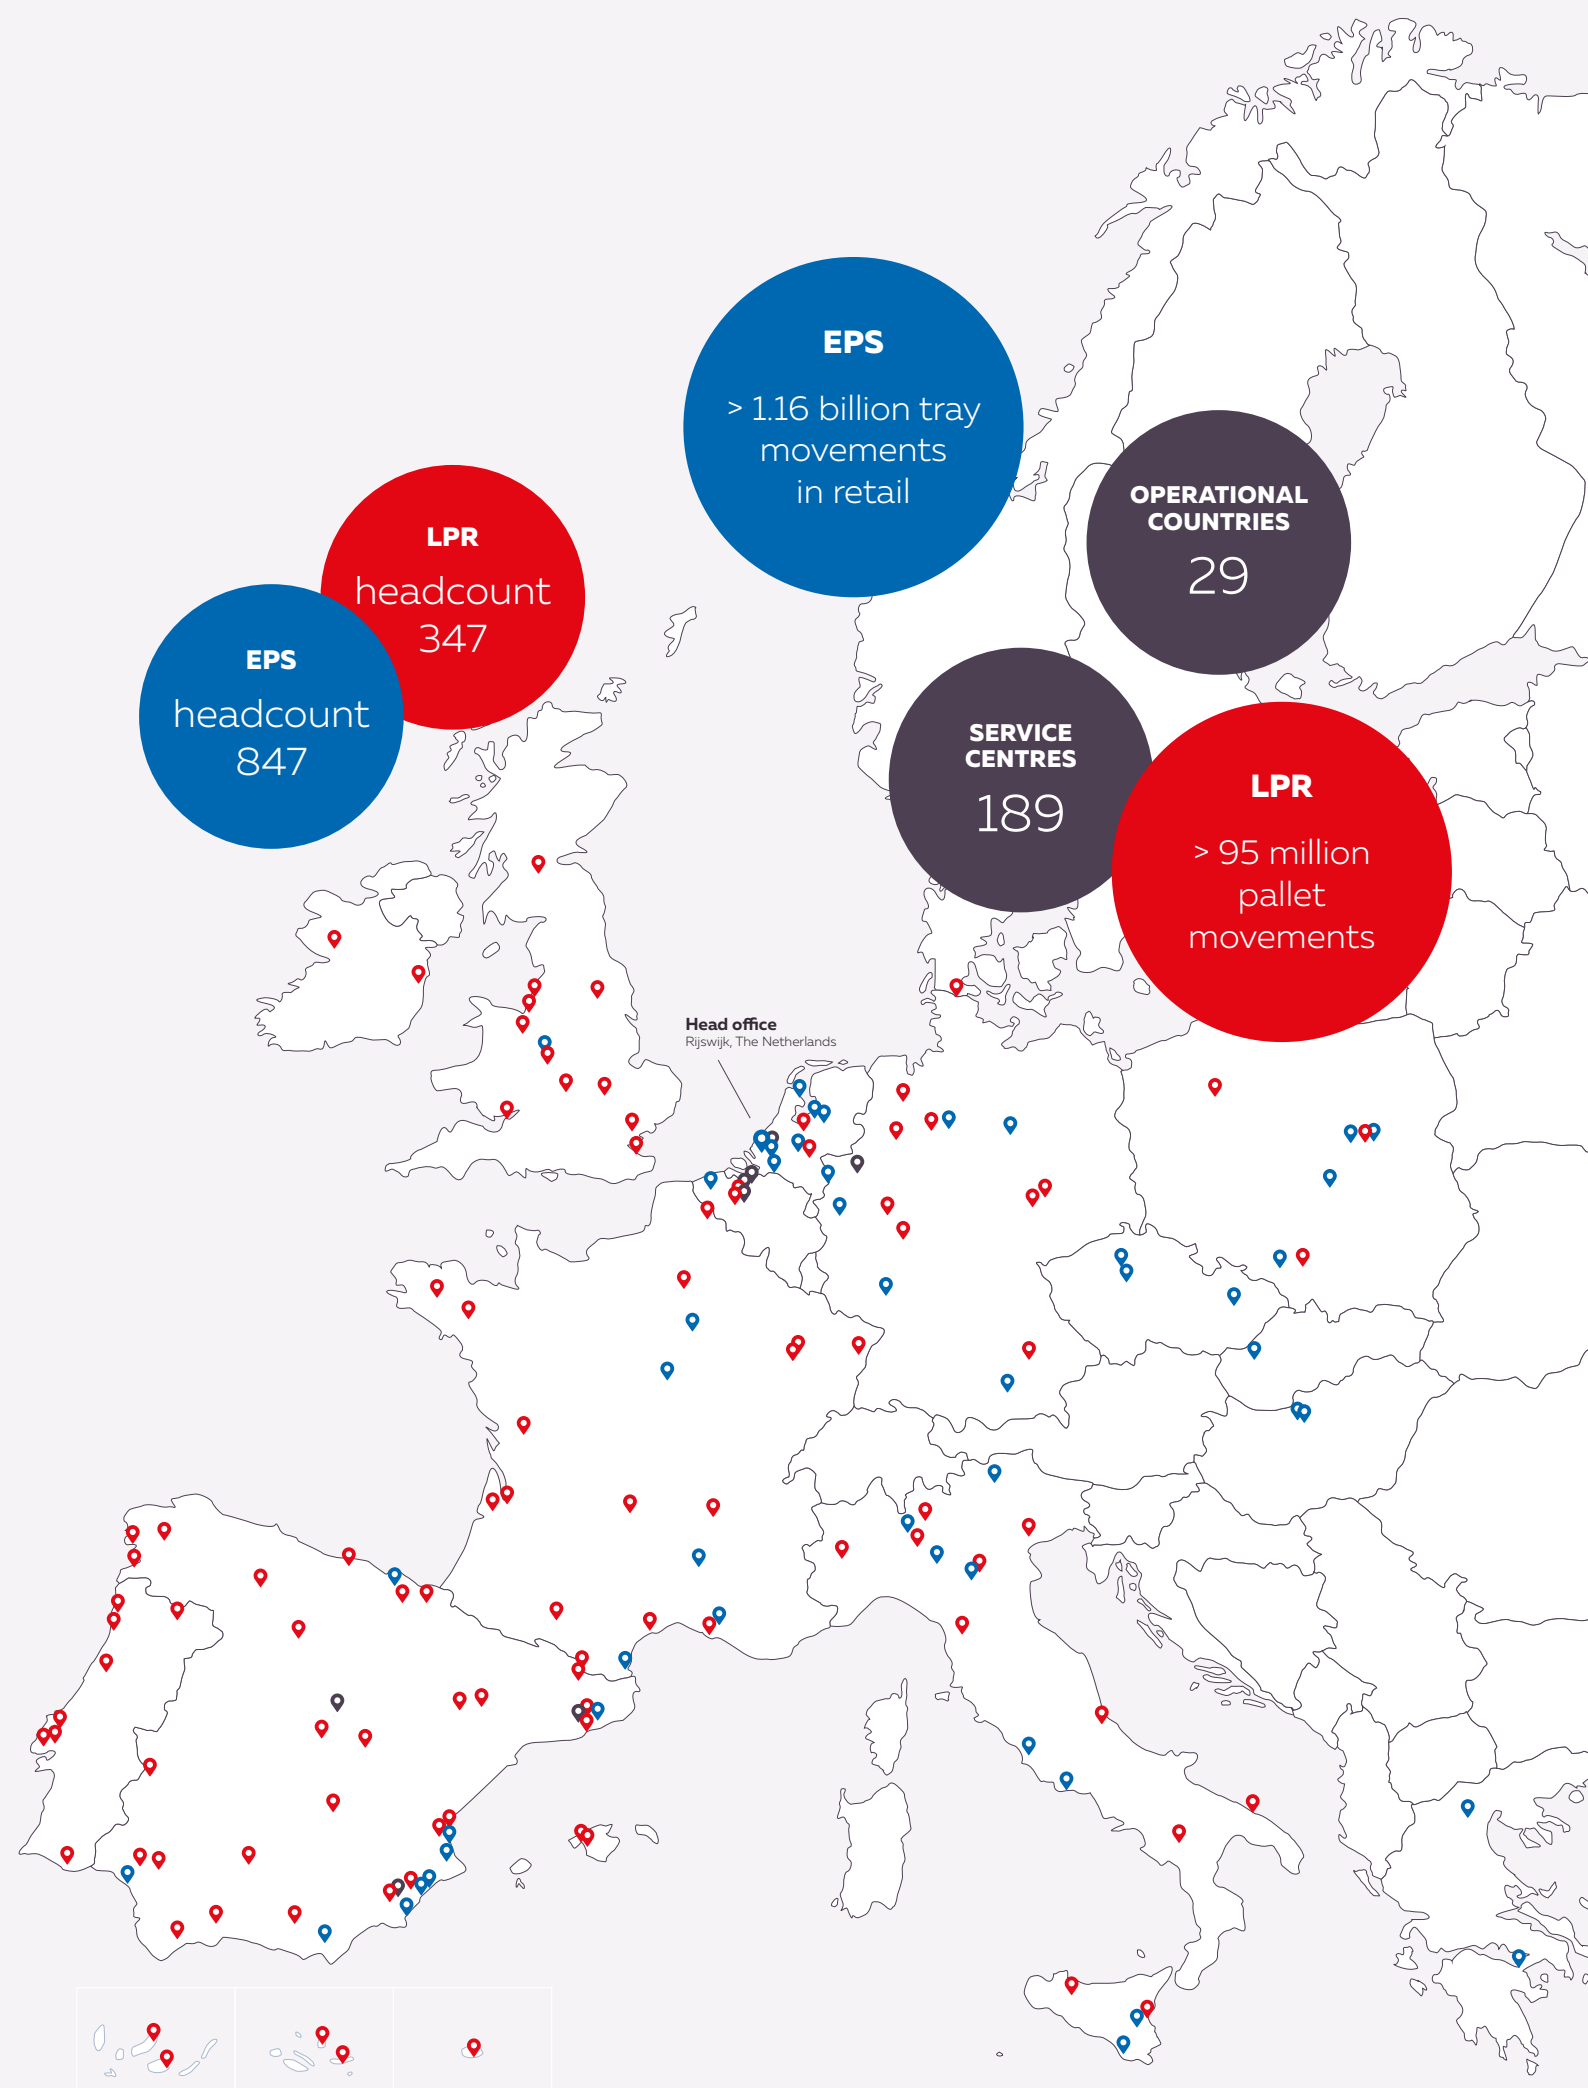 EPS
> 1.16 billion tray
movements
in retail
OPERATIONAL
COUNTRIES
29
LPR
headcount
347
EPS
headcount
847
SERVICE
CENTRES
189
LPR
> 95 million
pallet
movements
Head office
Rijswijk, The Netherlands